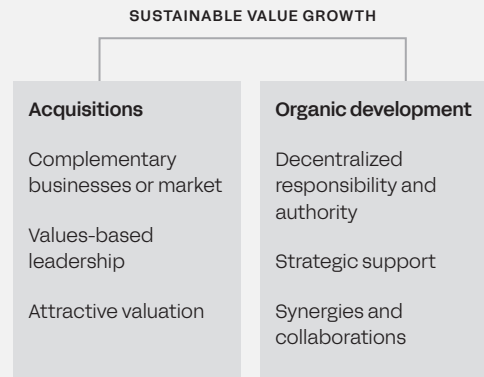 SUSTAINABLE VALUE GROWTH
Acquisitions
Complementary
businesses or market
Values-based
leadership
Attractive valuation
Organic development
Decentralized
responsibility and
authority
Strategic support
Synergies and
collaborations